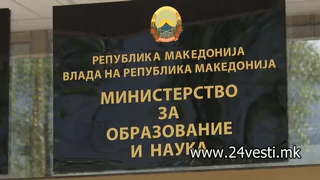 РЕПУБЛИКА МАКЕДОНИЈА
ВЛАДА НА РЕПУБЛИКА МАКЕДОНИЈА
МИНИСТЕРСТВО
ЗА
ОБРАЗОВАНИЕ
И НАУКА
www.24vesti.mk